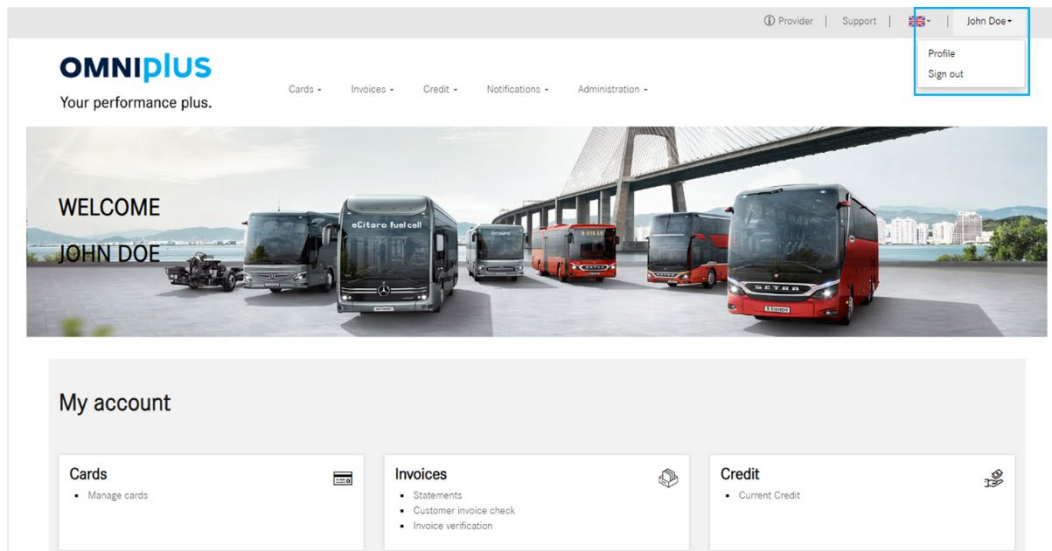 Provider | Support | John Doe
Profile
Sign out
OMNIplus
Your performance plus.
Cards Invoices Credit Notifications Administration
WELCOME
JOHN DOE
eCitaro fuel cell
SETRA
SETRA
My account
Cards
Manage cards
Invoices
Statements
Customer invoice check
Invoice verification
Credit
Current Credit